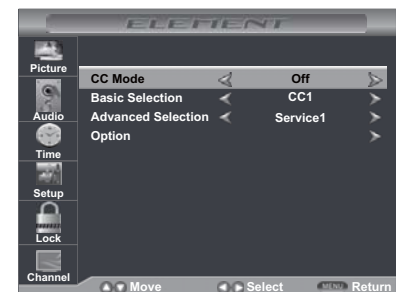 ELEMENT
Picture
Audio
Time
Setup
Lock
Channel
CC Mode Off
Basic Selection CC1
Advanced Selection Service1
Option
Move Select MENU Return